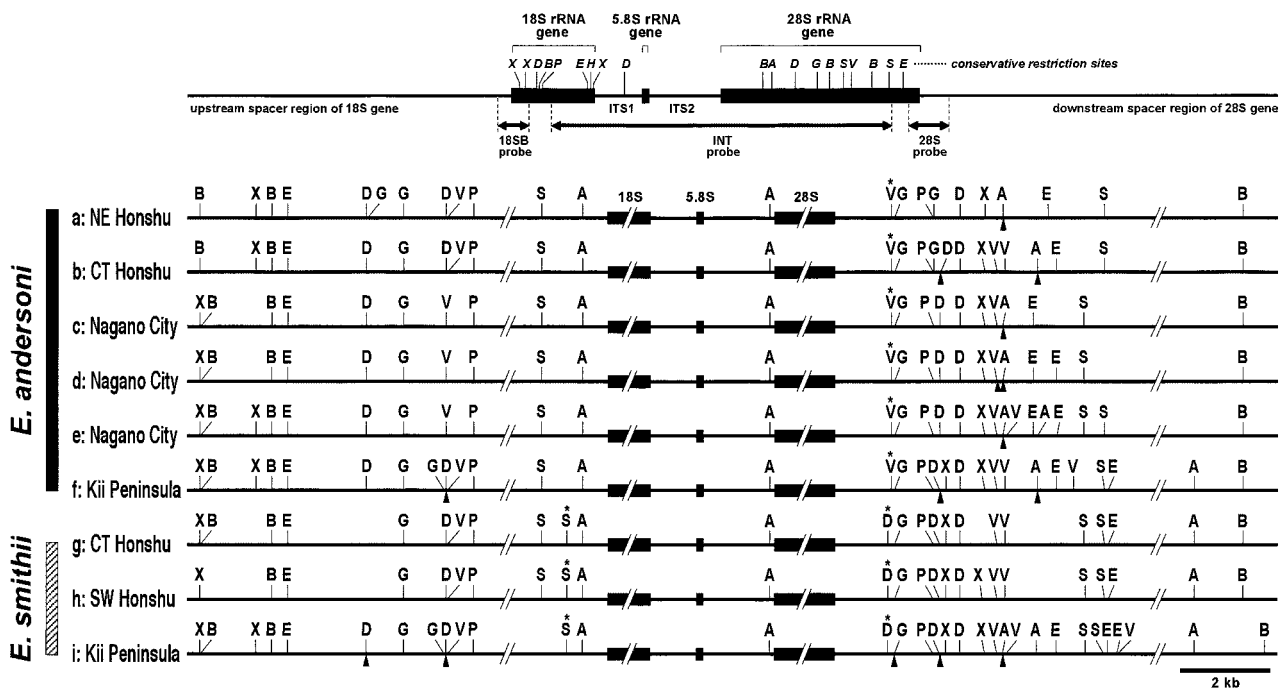 18S rRNA gene
5.8S rRNA gene
28S rRNA gene
X X D B P E H X D BA D G B S V B S E conservative restriction sites
upstream spacer region of 18S gene
ITS1
ITS2
downstream spacer region of 28S gene
18SB probe
INT probe
28S probe
B X B E D G G D V P S A 18S 5.8S A 28S * V G P G D X A E S B
a: NE Honshu
B X B E D G D V P S A A * V G P G D D X V V A E S B
b: CT Honshu
X B B E D G V P S A A * V G P D D X V A E S B
c: Nagano City
X B X B E D G V P S A A * V G P D D X V A E E S B
d: Nagano City
X B X B E D G V P S A A * V G P D D X V A V E A E S S B
e: Nagano City
X B X B E D G G D V P S A A * V G P D X D X V V A E V S E A B
f: Kii Peninsula
X B B E G D V P S S * A A D * G P D X D V V S S E A B
g: CT Honshu
X B E G D V P S S * A A D * G P D X D X V V S S E A B
h: SW Honshu
X B X B E D G G D V P S * A A D * G P D X D X V A V A E S S E E V A B
i: Kii Peninsula
E. andersoni
E. smithii
2 kb